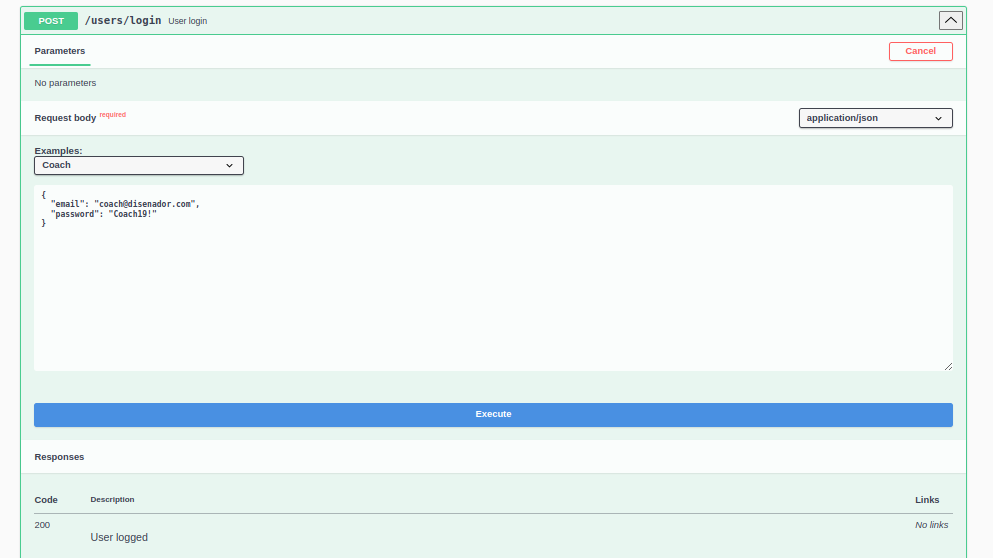 POST /users/login User login
Parameters
Cancel
No parameters
Request body required
application/json
Examples:
Coach
{
  "email": "coach@disenador.com",
  "password": "Coach19!"
}
Execute
Responses
Code Description Links
200 No links
User logged